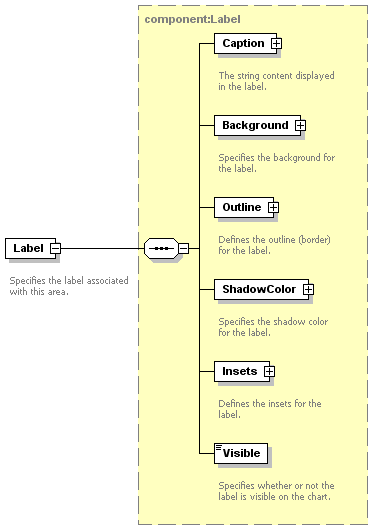 component:Label
Caption
The string content displayed
in the label.
Background
Specifies the background for
the label.
Outline
Defines the outline (border)
for the label.
Label
Specifies the label associated
with this area.
ShadowColor
Specifies the shadow color
for the label.
Insets
Defines the insets for the
label.
Visible
Specifies whether or not the
label is visible on the chart.